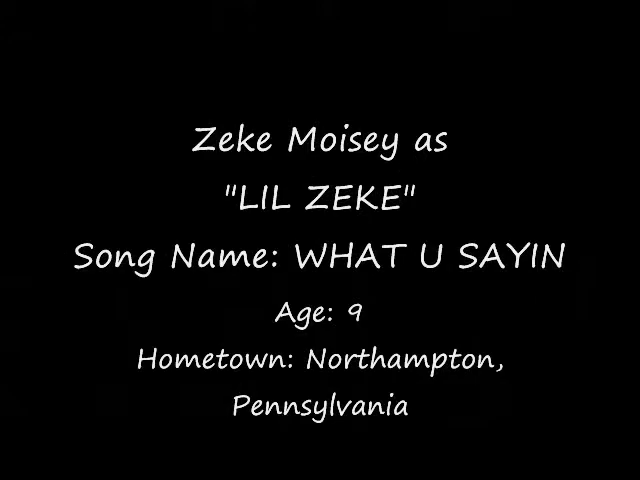 Zeke Moisey as
"LIL ZEKE"
Song Name: WHAT U SAYIN
Age: 9
Hometown: Northampton,
Pennsylvania